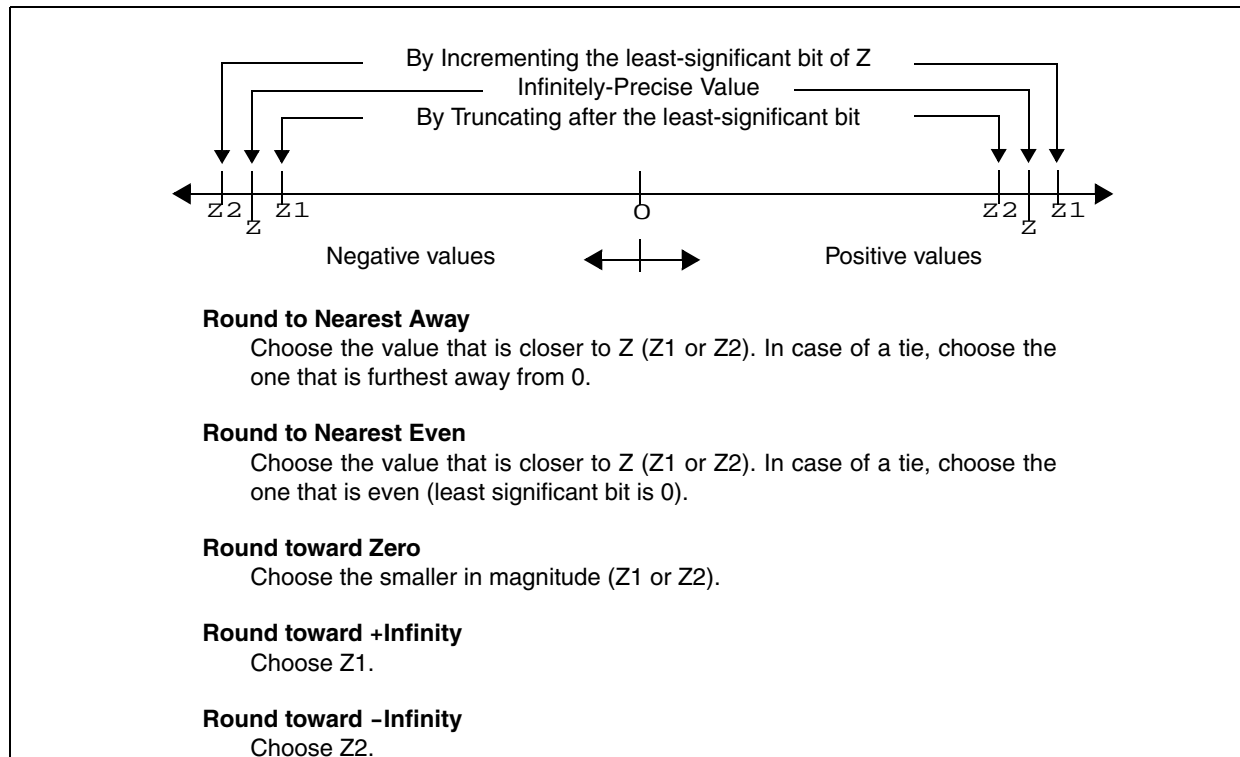 By Incrementing the least-significant bit of Z
Infinitely-Precise Value
By Truncating after the least-significant bit
Z2 Z Z1 0 Z2 Z Z1
Negative values Positive values
Round to Nearest Away
Choose the value that is closer to Z (Z1 or Z2). In case of a tie, choose the
one that is furthest away from 0.
Round to Nearest Even
Choose the value that is closer to Z (Z1 or Z2). In case of a tie, choose the
one that is even (least significant bit is 0).
Round toward Zero
Choose the smaller in magnitude (Z1 or Z2).
Round toward +Infinity
Choose Z1.
Round toward –Infinity
Choose Z2.